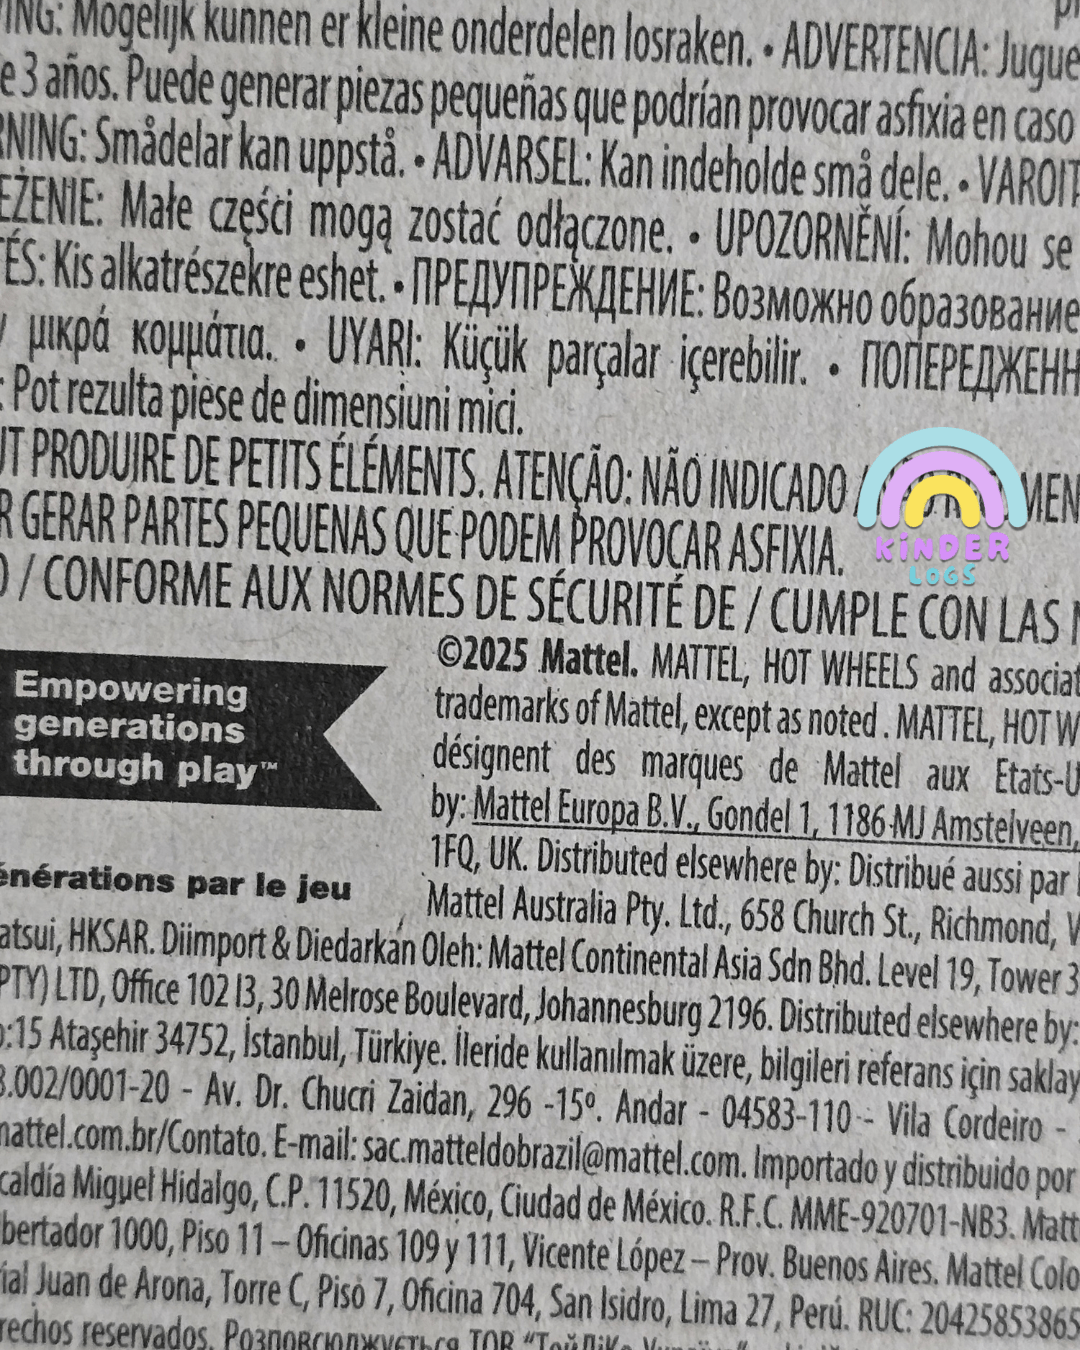 ING: Mogelijk kunnen er kleine onderdelen losraken. • ADVERTENCIA: Jugue
e 3 años. Puede generar piezas pequeñas que podrían provocar asfixia en caso
RNING: Smådelar kan uppstå. • ADVARSEL: Kan indeholde små dele. • VAROIT
EŻENIE: Małe części mogą zostać odłączone. • UPOZORNĚNÍ: Mohou se
TÉS: Kis alkatrészekre eshet. • ПРЕДУПРЕЖДЕНИЕ: Возможно образование
μικρά κομμάτια. • UYARI: Küçük parçalar içerebilir. • ПОПЕРЕДЖЕНН
: Pot rezulta piese de dimensiuni mici.
UT PRODUIRE DE PETITS ÉLÉMENTS. ATENÇÃO: NÃO INDICADO MEN
R GERAR PARTES PEQUENAS QUE PODEM PROVOCAR ASFIXIA.
KiNDER
LOGS
O / CONFORME AUX NORMES DE SÉCURITÉ DE / CUMPLE CON LAS N
Empowering
generations
through play™
énérations par le jeu
©2025 Mattel. MATTEL, HOT WHEELS and associat
trademarks of Mattel, except as noted . MATTEL, HOT W
désignent des marques de Mattel aux Etats-U
by: Mattel Europa B.V., Gondel 1, 1186 MJ Amstelveen,
1FQ, UK. Distributed elsewhere by: Distribué aussi par
Mattel Australia Pty. Ltd., 658 Church St., Richmond, V
atsui, HKSAR. Diimport & Diedarkan Oleh: Mattel Continental Asia Sdn Bhd. Level 19, Tower 3
(PTY) LTD, Office 102 I3, 30 Melrose Boulevard, Johannesburg 2196. Distributed elsewhere by:
o:15 Ataşehir 34752, İstanbul, Türkiye. İleride kullanılmak üzere, bilgileri referans için saklay
3.002/0001-20 - Av. Dr. Chucri Zaidan, 296 -15º. Andar - 04583-110 - Vila Cordeiro -
mattel.com.br/Contato. E-mail: sac.matteldobrazil@mattel.com. Importado y distribuido por
caldía Miguel Hidalgo, C.P. 11520, México, Ciudad de México. R.F.C. MME-920701-NB3. Matt
ibertador 1000, Piso 11 – Oficinas 109 y 111, Vicente López – Prov. Buenos Aires. Mattel Colo
ial Juan de Arona, Torre C, Piso 7, Oficina 704, San Isidro, Lima 27, Perú. RUC: 20425853865
rechos reservados. Розповсюджується ТОВ